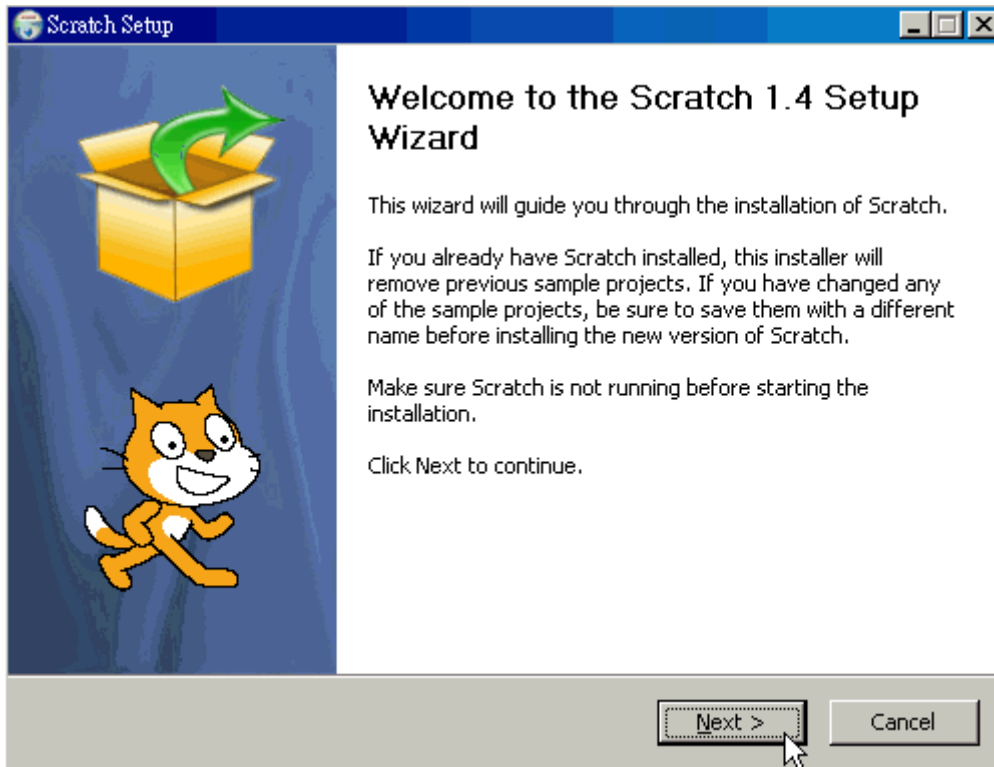 Scratch Setup
Welcome to the Scratch 1.4 Setup
Wizard
This wizard will guide you through the installation of Scratch.
If you already have Scratch installed, this installer will
remove previous sample projects. If you have changed any
of the sample projects, be sure to save them with a different
name before installing the new version of Scratch.
Make sure Scratch is not running before starting the
installation.
Click Next to continue.
Next >
Cancel